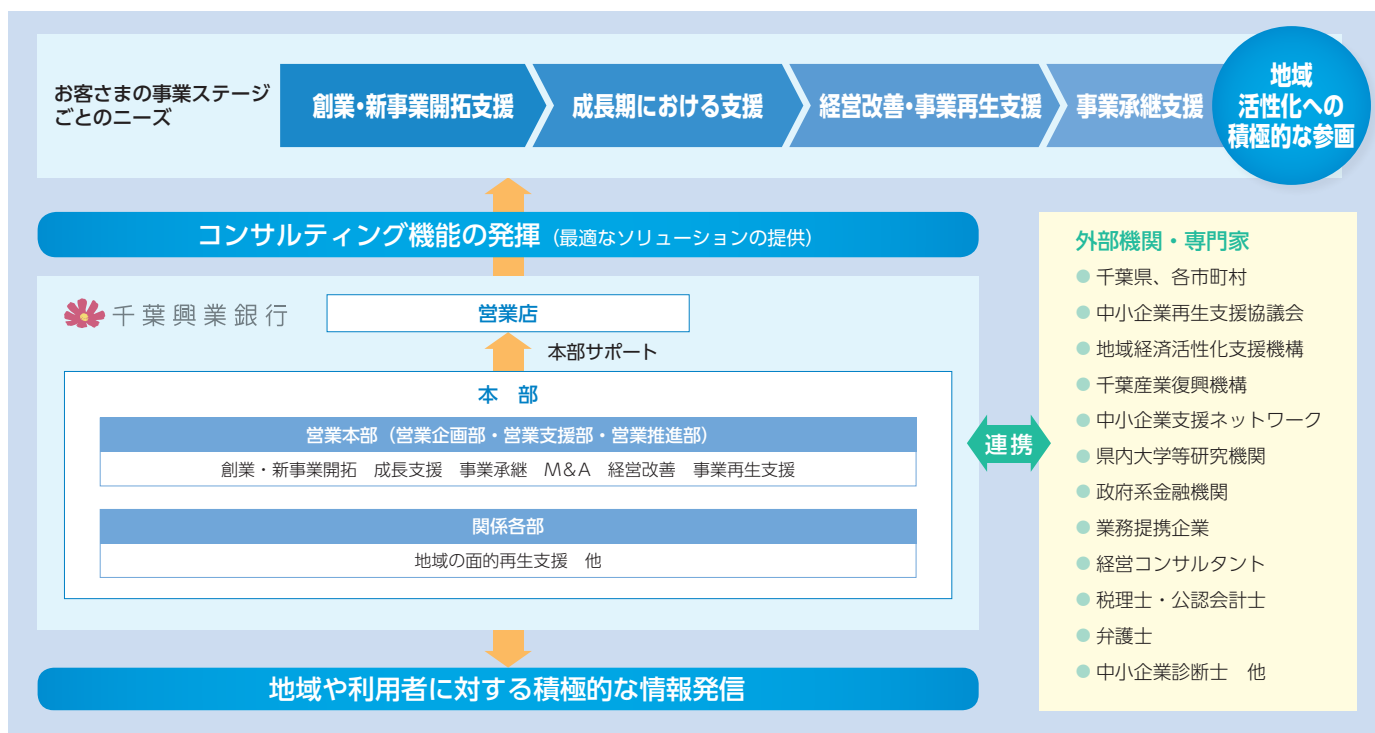 お客さまの事業ステージ
ごとのニーズ
創業・新事業開拓支援
成長期における支援
経営改善・事業再生支援
事業承継支援
地域
活性化への
積極的な参画
コンサルティング機能の発揮（最適なソリューションの提供）
千葉興業銀行
営業店
本部サポート
本　部
営業本部（営業企画部・営業支援部・営業推進部）
創業・新事業開拓　成長支援　事業承継　M&A　経営改善　事業再生支援
関係各部
地域の面的再生支援　他
連携
外部機関・専門家
● 千葉県、各市町村
● 中小企業再生支援協議会
● 地域経済活性化支援機構
● 千葉産業復興機構
● 中小企業支援ネットワーク
● 県内大学等研究機関
● 政府系金融機関
● 業務提携企業
● 経営コンサルタント
● 税理士・公認会計士
● 弁護士
● 中小企業診断士　他
地域や利用者に対する積極的な情報発信